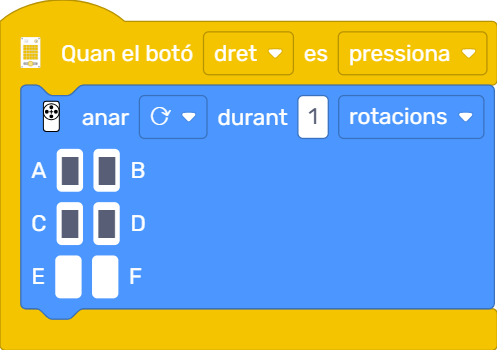 Quan el botó dret es pressiona
anar durant 1 rotacions
A B
C D
E F